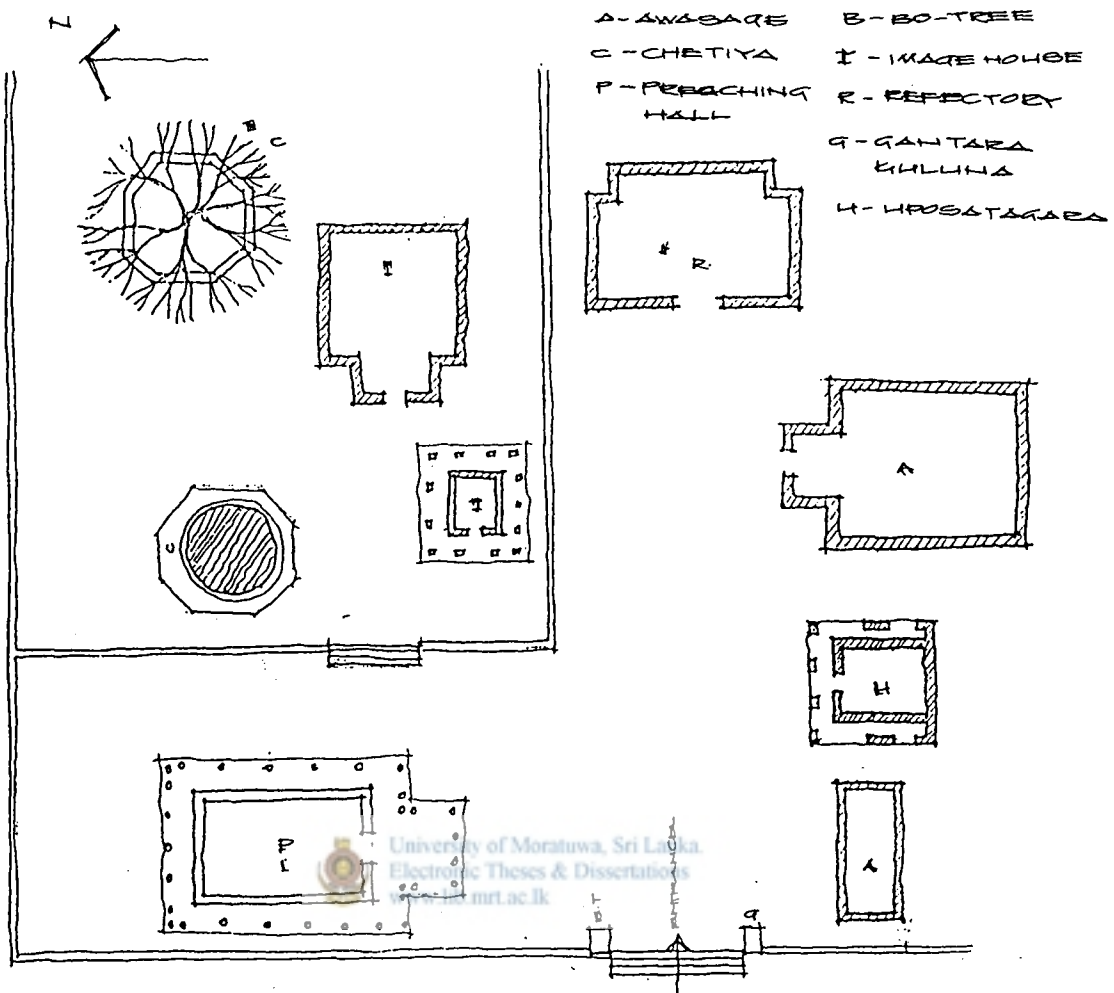 N
A-AWASAGE B-BO-TREE
C-CHETIYA I-IMAGE HOUSE
P-PREACHING HALL R-REFECTORY
G-GANTARA KULUNA
H-UPOSATAGARA
B
C
I
R.
A
I
C
H
P
I
University of Moratuwa, Sri Lanka.
Electronic Theses & Dissertations
www.lib.mrt.ac.lk
A
G